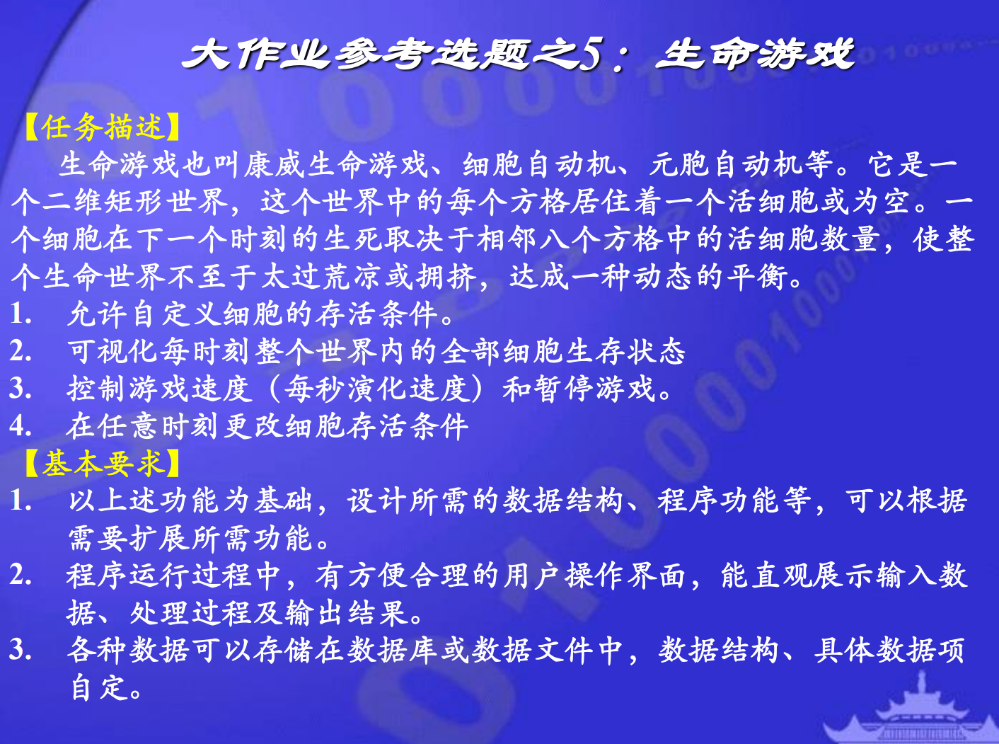 大作业参考选题之5：生命游戏
【任务描述】
生命游戏也叫康威生命游戏、细胞自动机、元胞自动机等。它是一
个二维矩形世界，这个世界中的每个方格居住着一个活细胞或为空。一
个细胞在下一个时刻的生死取决于相邻八个方格中的活细胞数量，使整
个生命世界不至于太过荒凉或拥挤，达成一种动态的平衡。
1. 允许自定义细胞的存活条件。
2. 可视化每时刻整个世界内的全部细胞生存状态
3. 控制游戏速度（每秒演化速度）和暂停游戏。
4. 在任意时刻更改细胞存活条件
【基本要求】
1. 以上述功能为基础，设计所需的数据结构、程序功能等，可以根据
需要扩展所需功能。
2. 程序运行过程中，有方便合理的用户操作界面，能直观展示输入数
据、处理过程及输出结果。
3. 各种数据可以存储在数据库或数据文件中，数据结构、具体数据项
自定。